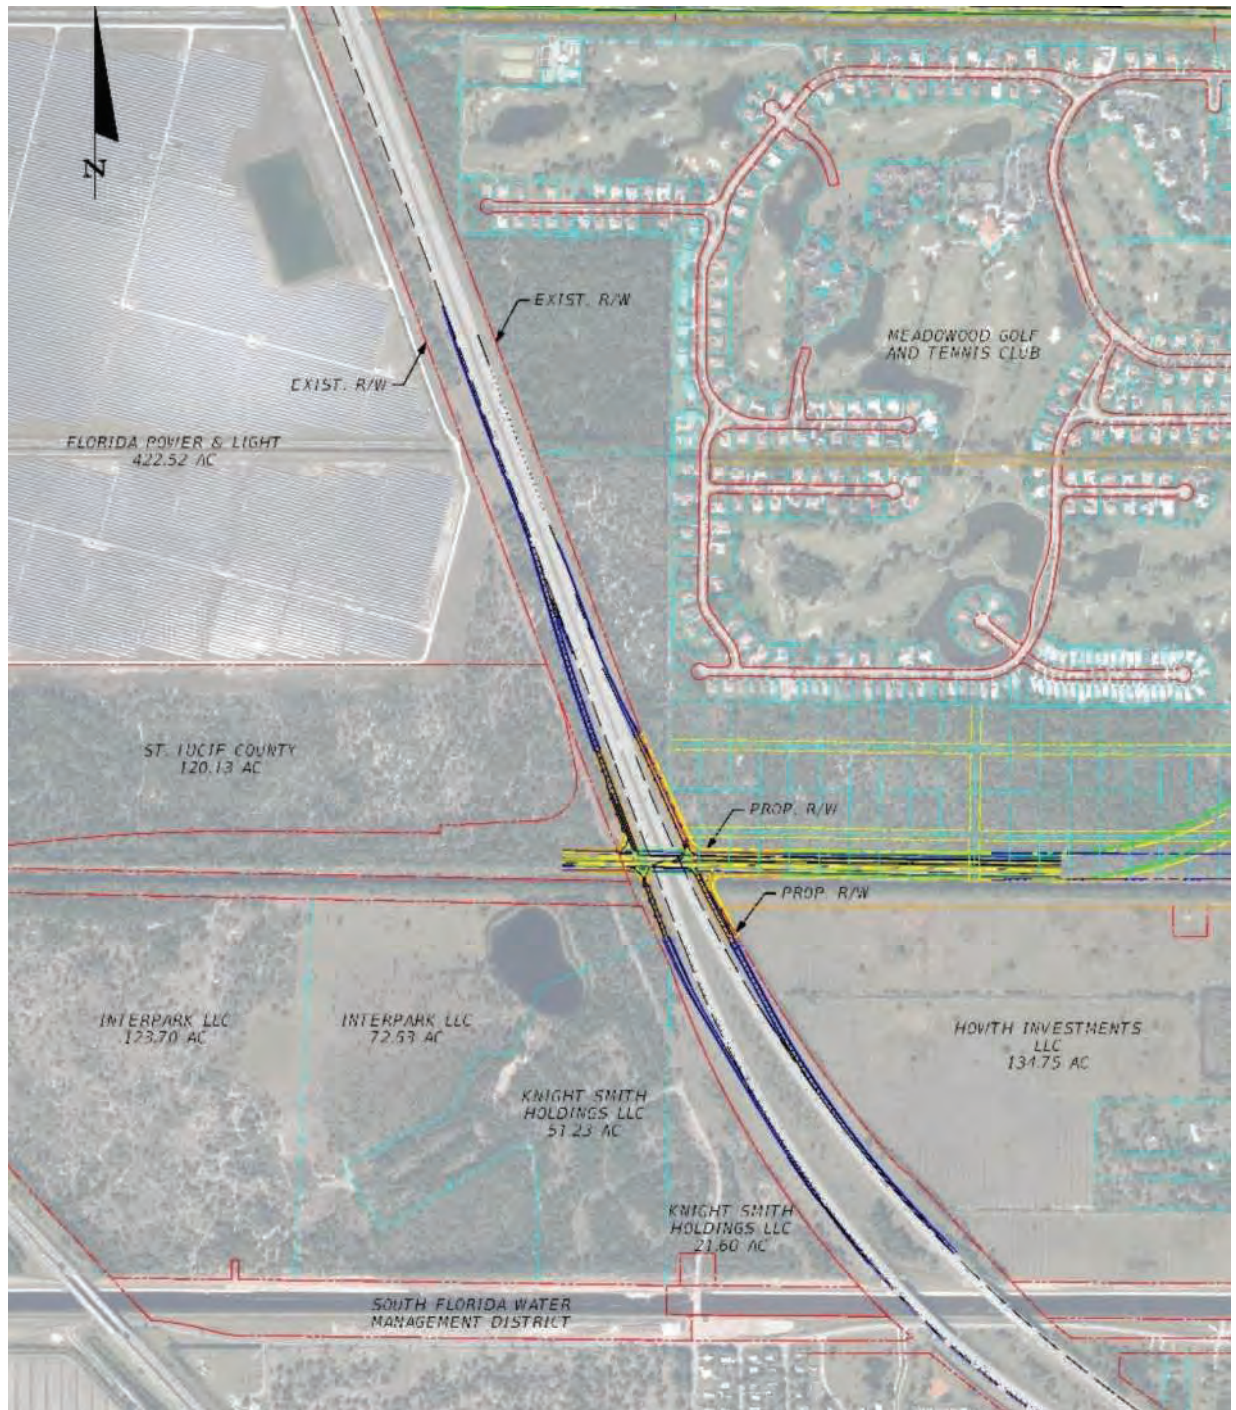 N
EXIST. R/W
MEADOWOOD GOLF
AND TENNIS CLUB
EXIST. R/W
FLORIDA POWER & LIGHT
422.52 AC
ST. LUCIE COUNTY
120.13 AC
PROP. R/W
PROP. R/W
INTERPARK LLC
123.70 AC
INTERPARK LLC
72.53 AC
HOWTH INVESTMENTS
LLC
134.75 AC
KNIGHT SMITH
HOLDINGS LLC
51.23 AC
KNIGHT SMITH
HOLDINGS LLC
21.60 AC
SOUTH FLORIDA WATER
MANAGEMENT DISTRICT